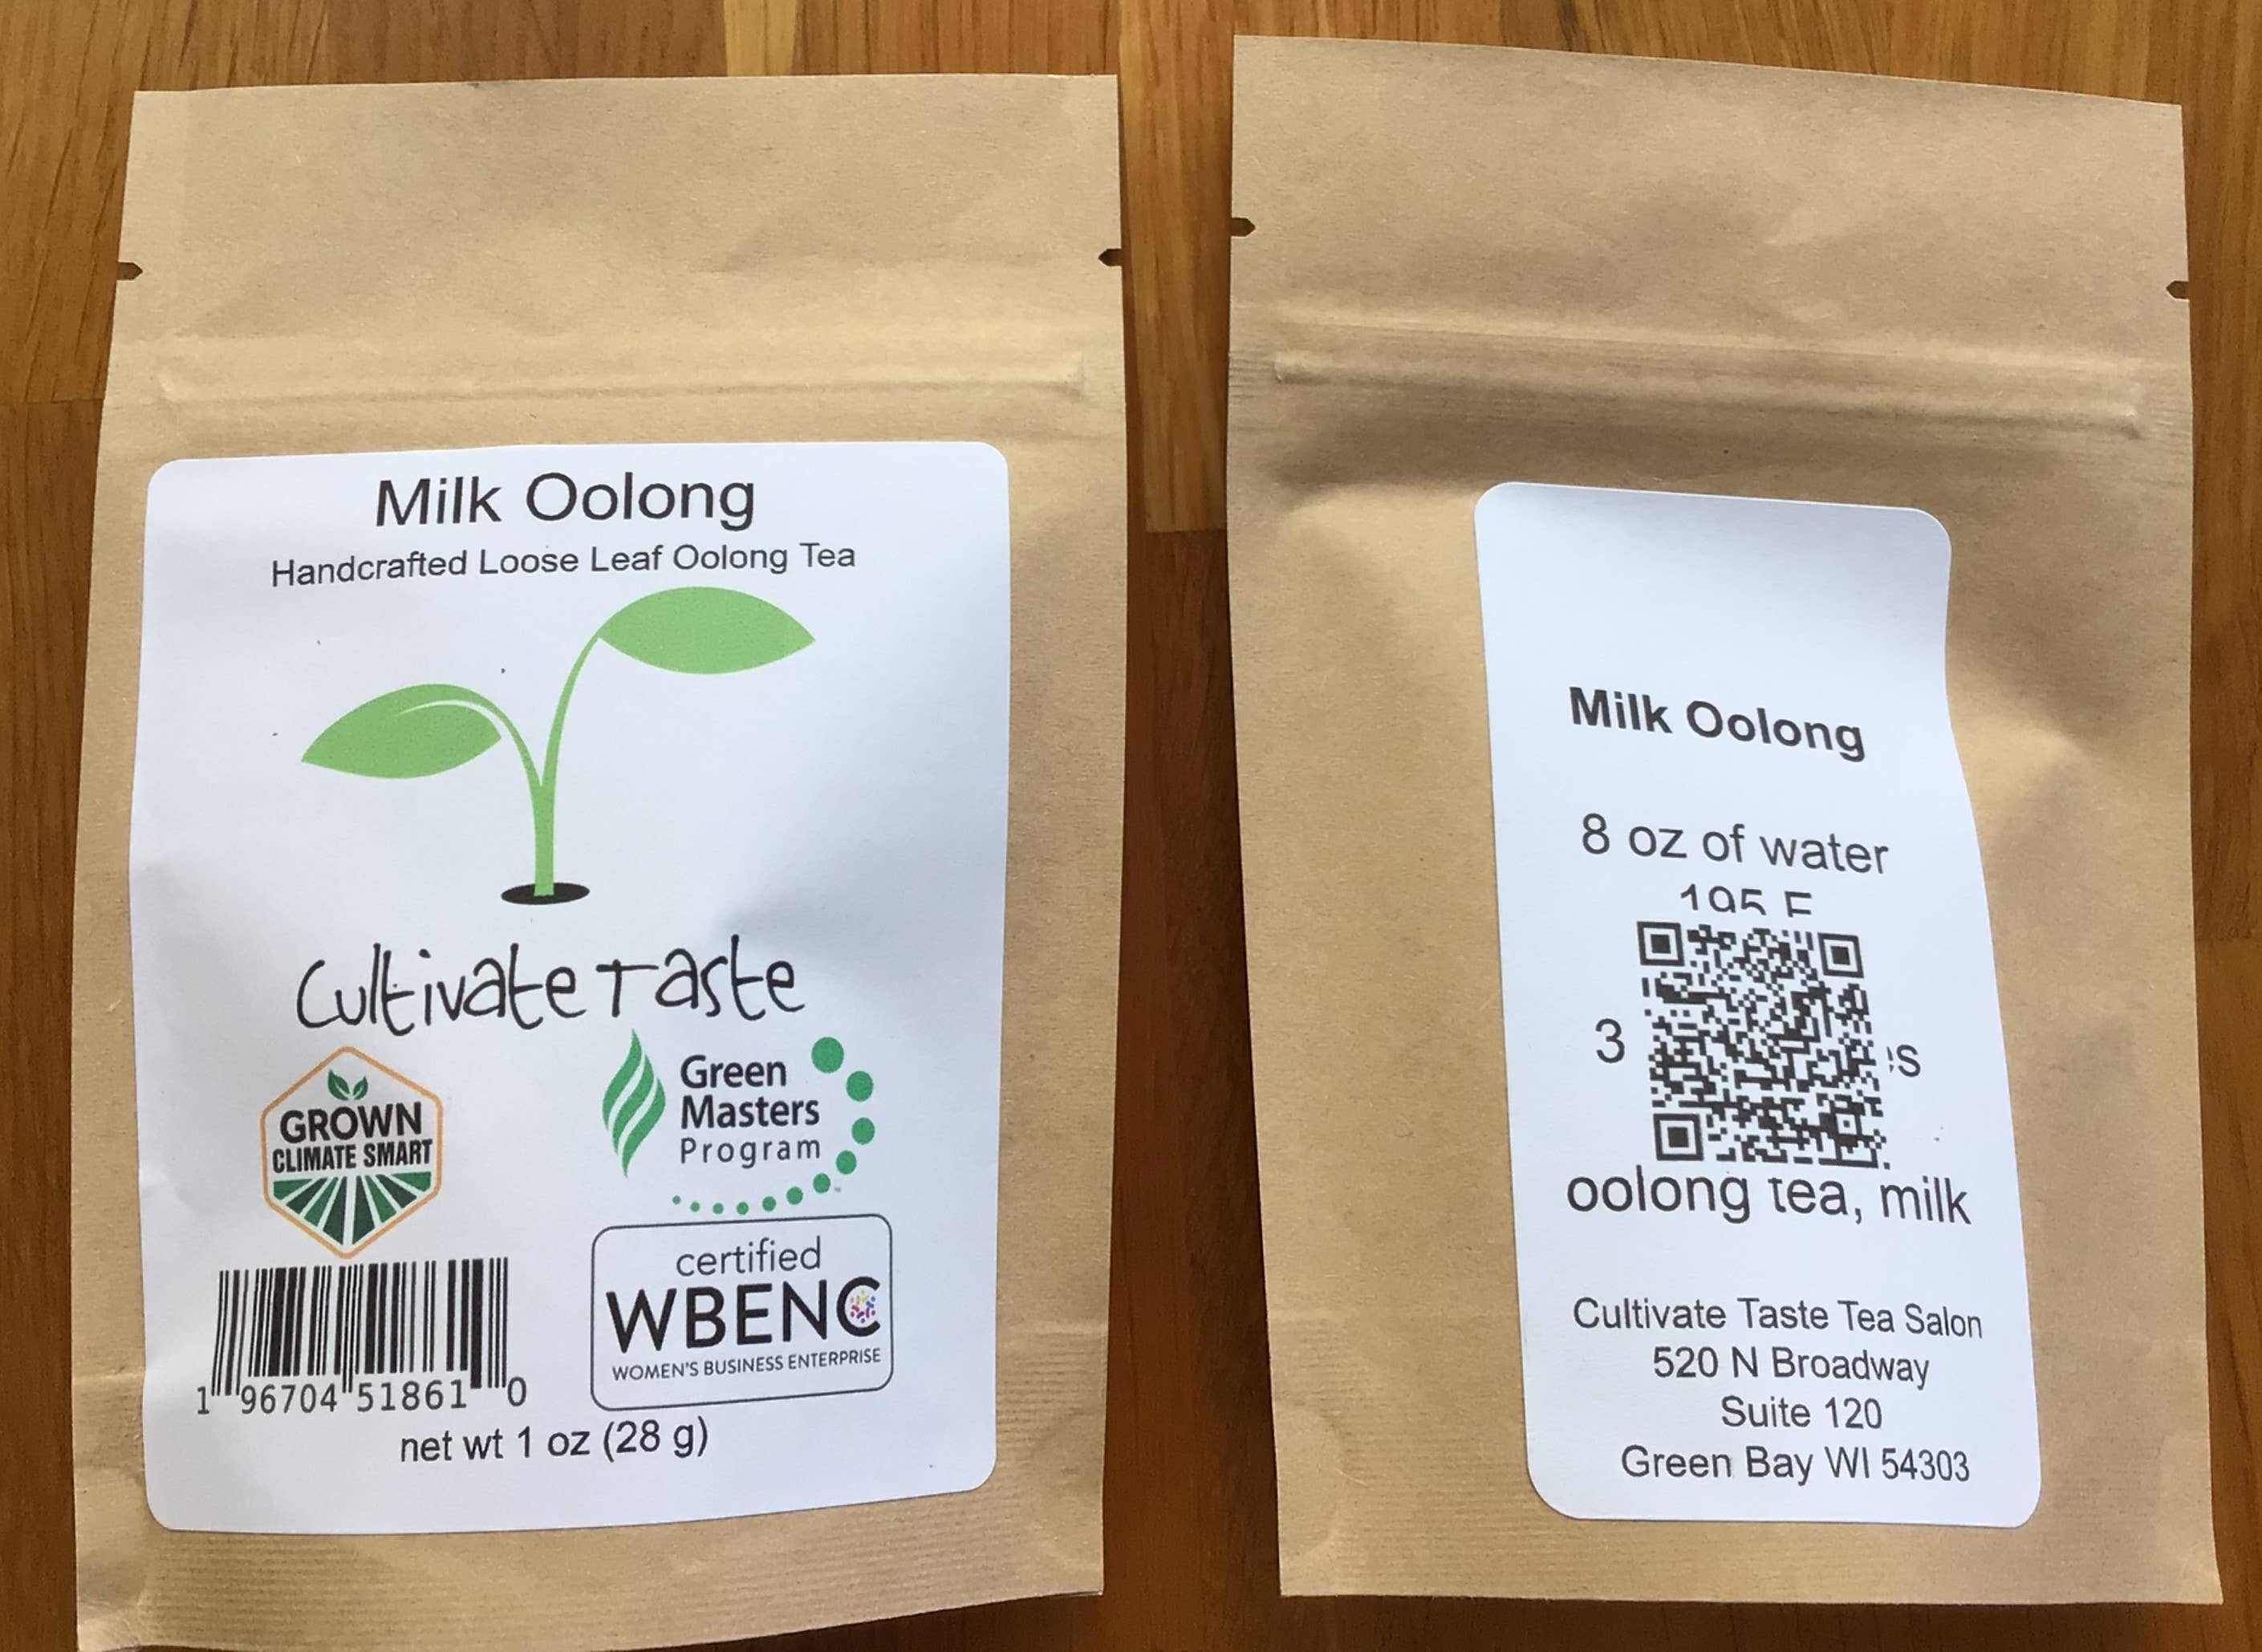 Milk Oolong
Handcrafted Loose Leaf Oolong Tea
Cultivate Taste
GROWN
CLIMATE SMART
Green
Masters
Program
certified
WBENC
WOMEN'S BUSINESS ENTERPRISE
1 96704 51861 0
net wt 1 oz (28 g)
Milk Oolong
8 oz of water
195 F
3
oolong tea, milk
Cultivate Taste Tea Salon
520 N Broadway
Suite 120
Green Bay WI 54303